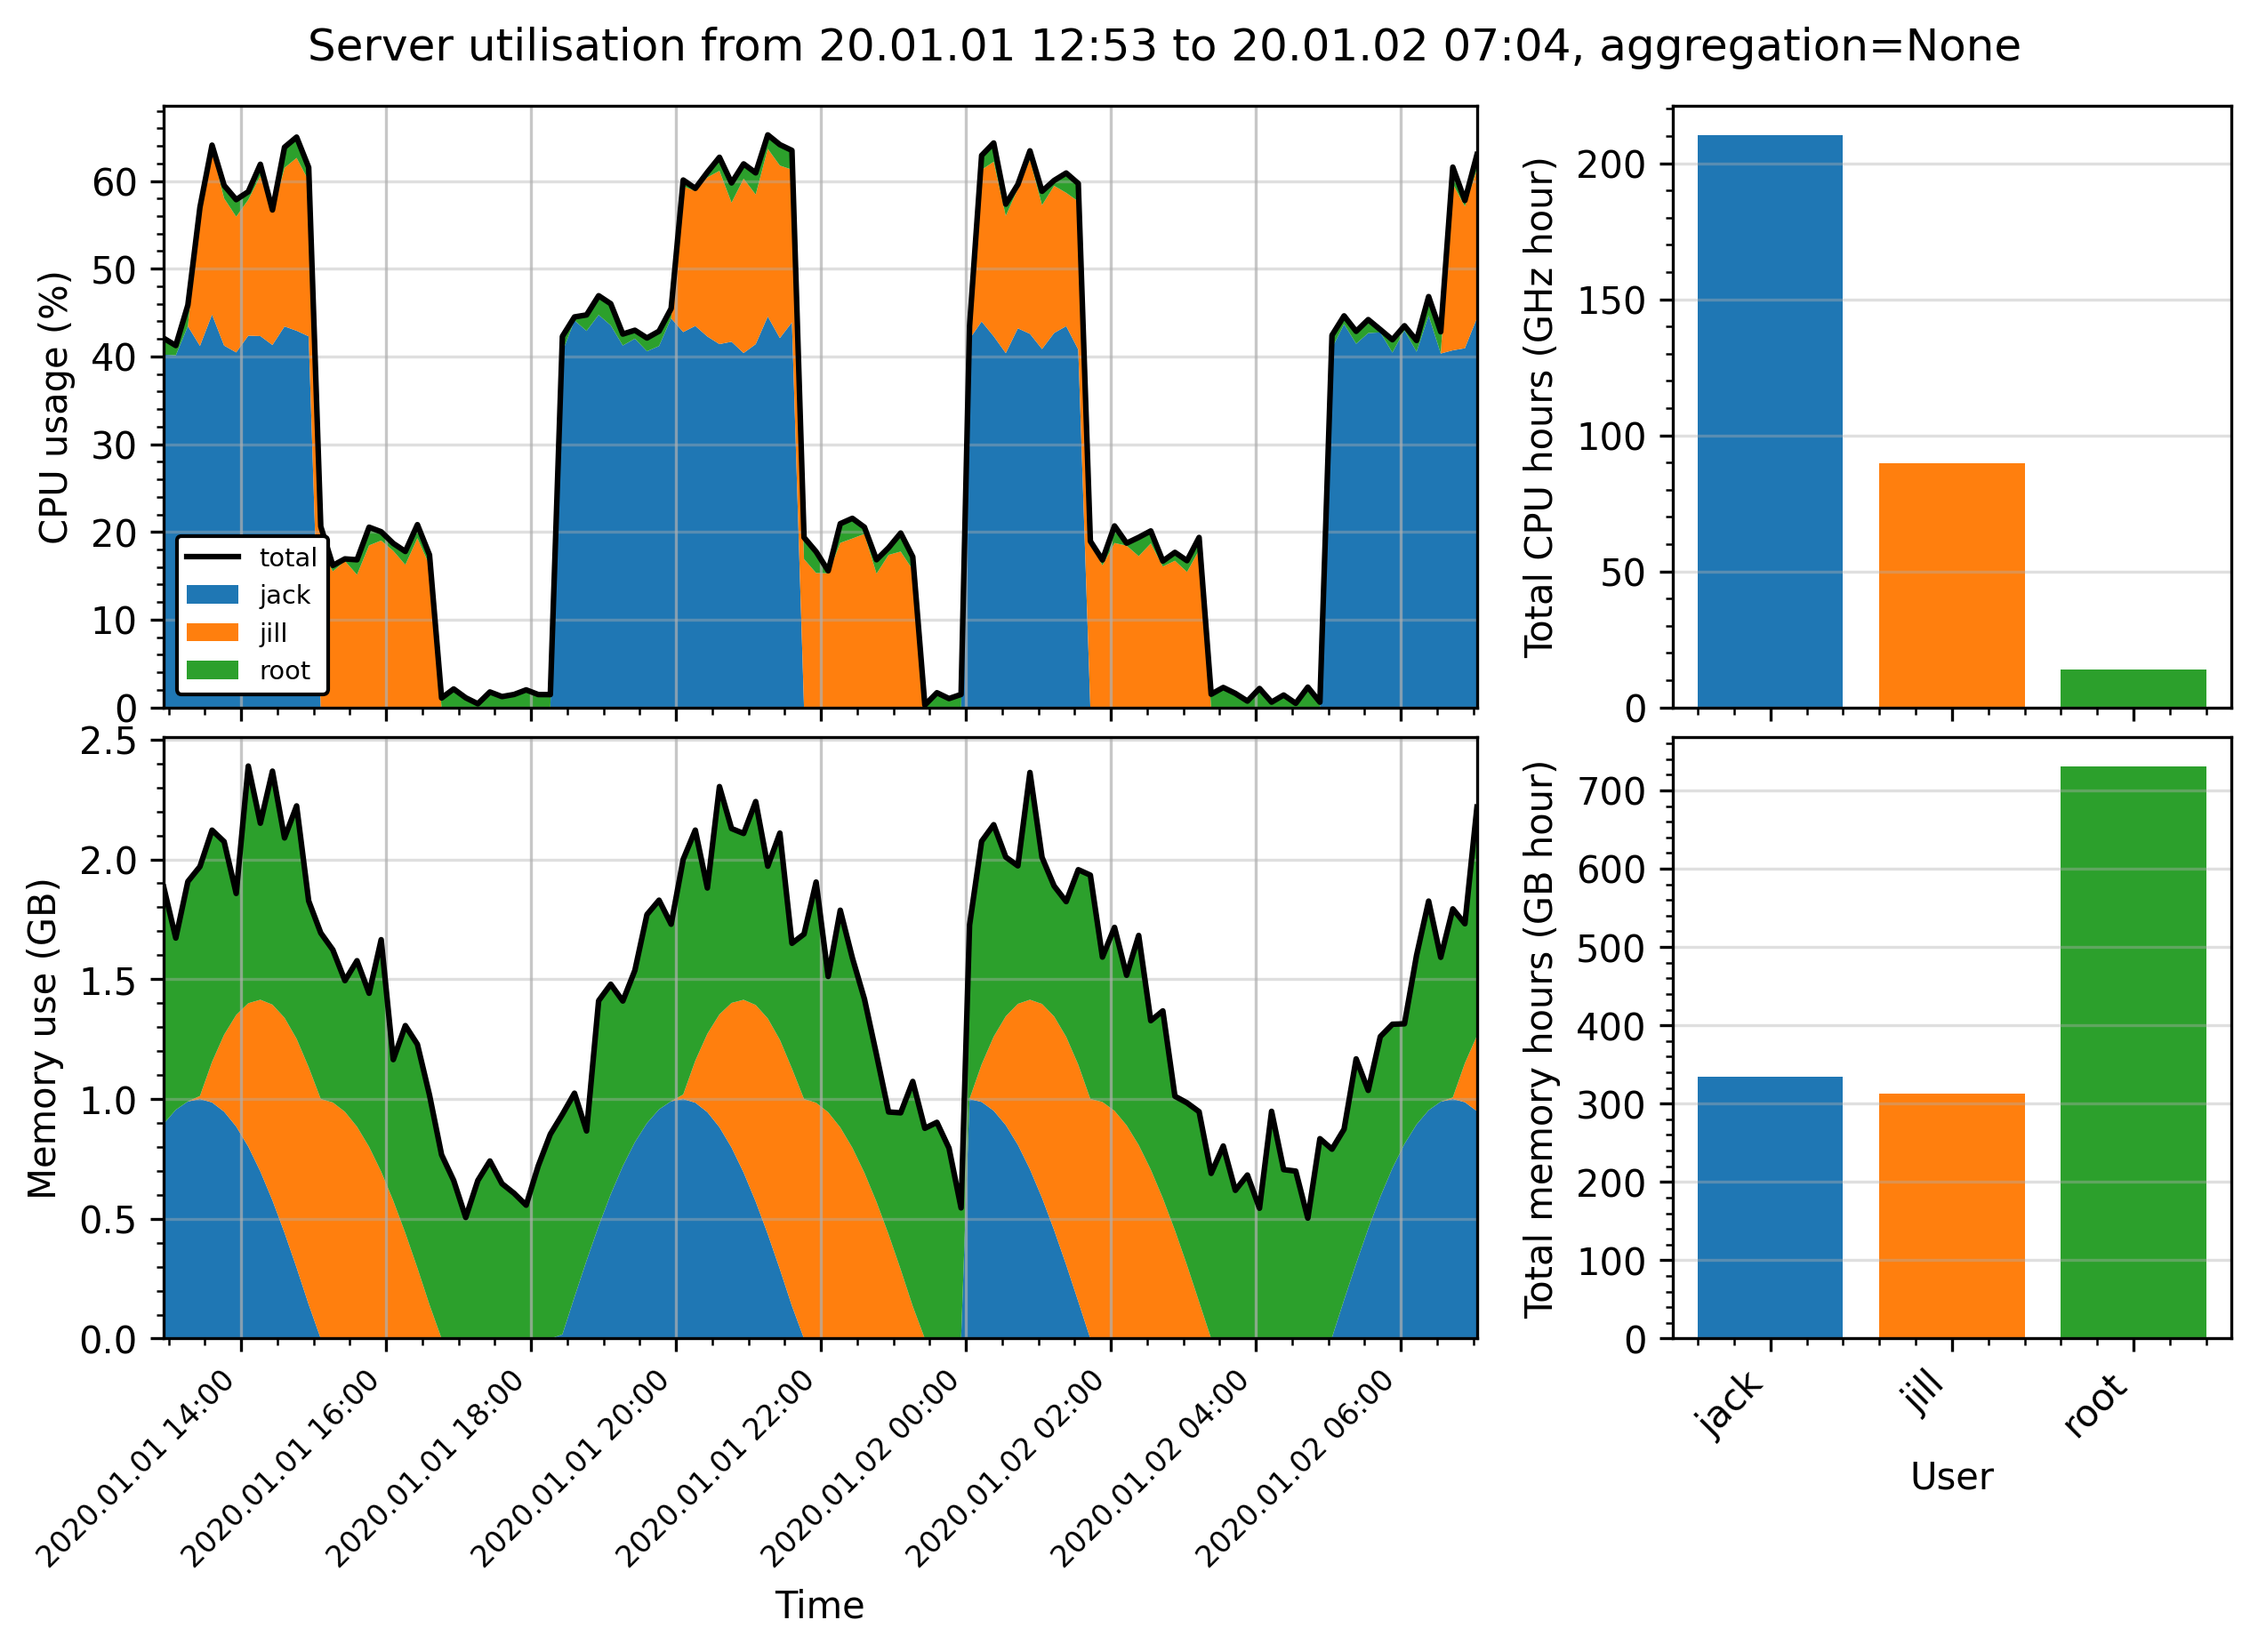 Server utilisation from 20.01.01 12:53 to 20.01.02 07:04, aggregation=None
CPU usage (%)
60
50
40
30
20
10
0
total
jack
jill
root
Total CPU hours (GHz hour)
200
150
100
50
0
Memory use (GB)
2.5
2.0
1.5
1.0
0.5
0.0
2020.01.01 14:00
2020.01.01 16:00
2020.01.01 18:00
2020.01.01 20:00
2020.01.01 22:00
2020.01.02 00:00
2020.01.02 02:00
2020.01.02 04:00
2020.01.02 06:00
Time
Total memory hours (GB hour)
700
600
500
400
300
200
100
0
jack
jill
root
User